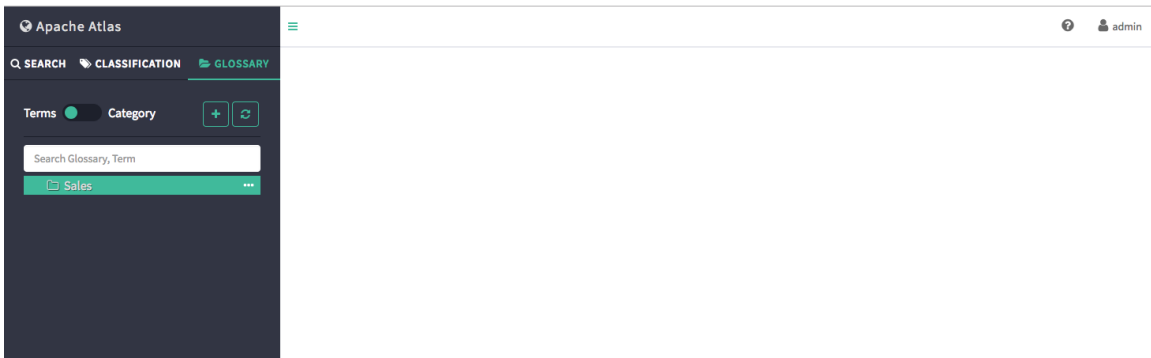 Apache Atlas
admin
SEARCH CLASSIFICATION GLOSSARY
Terms Category
Search Glossary, Term
Sales